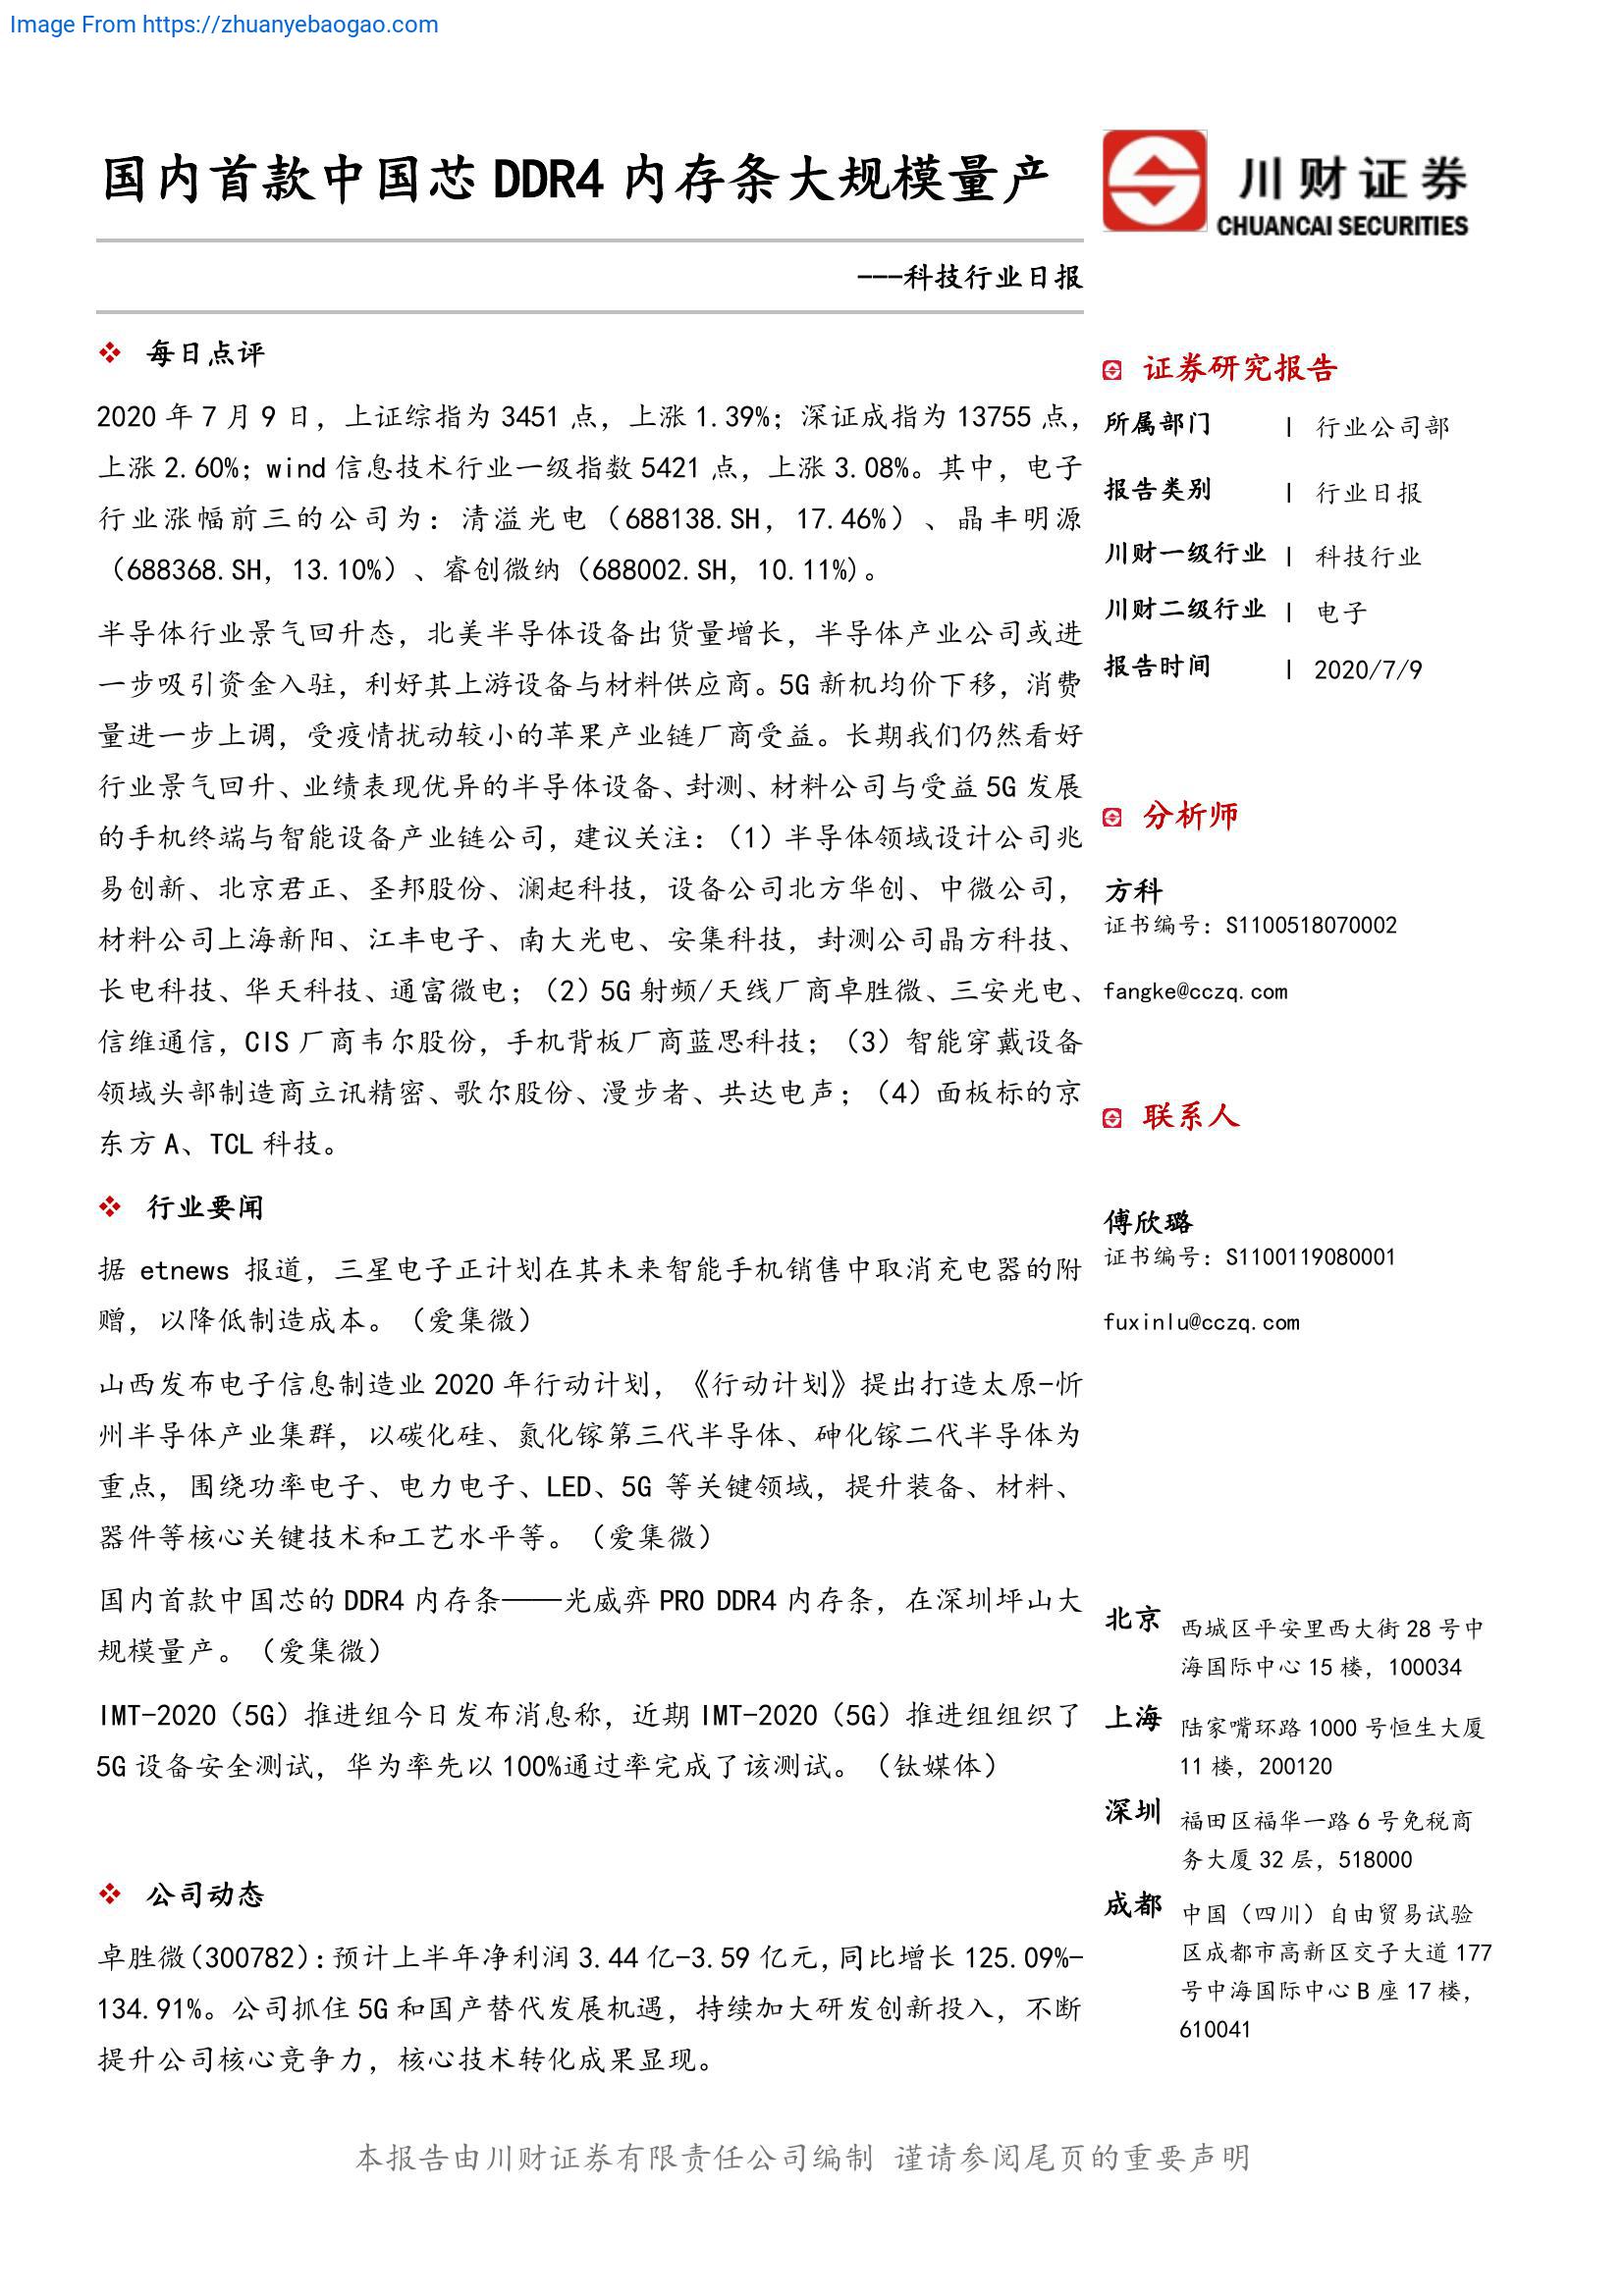 Image From https://zhuanyebaogao.com
国内首款中国芯 DDR4 内存条大规模量产
川财证券
CHUANCAI SECURITIES
---科技行业日报
每日点评
2020 年 7 月 9 日，上证综指为 3451 点，上涨 1.39%；深证成指为 13755 点，
上涨 2.60%；wind 信息技术行业一级指数 5421 点，上涨 3.08%。其中，电子
行业涨幅前三的公司为：清溢光电（688138.SH，17.46%）、晶丰明源
（688368.SH，13.10%）、睿创微纳（688002.SH，10.11%)。
半导体行业景气回升态，北美半导体设备出货量增长，半导体产业公司或进
一步吸引资金入驻，利好其上游设备与材料供应商。5G 新机均价下移，消费
量进一步上调，受疫情扰动较小的苹果产业链厂商受益。长期我们仍然看好
行业景气回升、业绩表现优异的半导体设备、封测、材料公司与受益 5G 发展
的手机终端与智能设备产业链公司，建议关注：（1）半导体领域设计公司兆
易创新、北京君正、圣邦股份、澜起科技，设备公司北方华创、中微公司，
材料公司上海新阳、江丰电子、南大光电、安集科技，封测公司晶方科技、
长电科技、华天科技、通富微电；（2）5G 射频/天线厂商卓胜微、三安光电、
信维通信，CIS 厂商韦尔股份，手机背板厂商蓝思科技；（3）智能穿戴设备
领域头部制造商立讯精密、歌尔股份、漫步者、共达电声；（4）面板标的京
东方 A、TCL 科技。
行业要闻
据 etnews 报道，三星电子正计划在其未来智能手机销售中取消充电器的附
赠，以降低制造成本。（爱集微）
山西发布电子信息制造业 2020 年行动计划，《行动计划》提出打造太原-忻
州半导体产业集群，以碳化硅、氮化镓第三代半导体、砷化镓二代半导体为
重点，围绕功率电子、电力电子、LED、5G 等关键领域，提升装备、材料、
器件等核心关键技术和工艺水平等。（爱集微）
国内首款中国芯的 DDR4 内存条——光威弈 PRO DDR4 内存条，在深圳坪山大
规模量产。（爱集微）
IMT-2020（5G）推进组今日发布消息称，近期 IMT-2020（5G）推进组组织了
5G 设备安全测试，华为率先以 100%通过率完成了该测试。（钛媒体）
公司动态
卓胜微(300782)：预计上半年净利润 3.44 亿-3.59 亿元,同比增长 125.09%-
134.91%。公司抓住 5G 和国产替代发展机遇，持续加大研发创新投入，不断
提升公司核心竞争力，核心技术转化成果显现。
证券研究报告
所属部门 | 行业公司部
报告类别 | 行业日报
川财一级行业 | 科技行业
川财二级行业 | 电子
报告时间 | 2020/7/9
分析师
方科
证书编号：S1100518070002
fangke@cczq.com
联系人
傅欣璐
证书编号：S1100119080001
fuxinlu@cczq.com
北京 西城区平安里西大街 28 号中
海国际中心 15 楼，100034
上海 陆家嘴环路 1000 号恒生大厦
11 楼，200120
深圳 福田区福华一路 6 号免税商
务大厦 32 层，518000
成都 中国（四川）自由贸易试验
区成都市高新区交子大道 177
号中海国际中心 B 座 17 楼，
610041
本报告由川财证券有限责任公司编制 谨请参阅尾页的重要声明